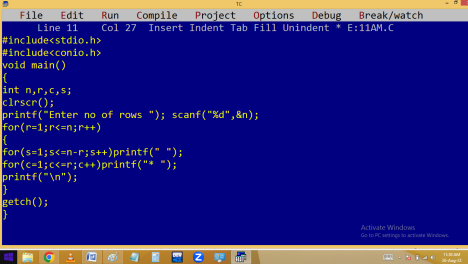 TC
File Edit Run Compile Project Options Debug Break/watch
Line 11 Col 27 Insert Indent Tab Fill Unindent * E:11AM.C
#include<stdio.h>
#include<conio.h>
void main()
{
int n,r,c,s;
clrscr();
printf("Enter no of rows "); scanf("%d",&n);
for(r=1;r<=n;r++)
{
for(s=1;s<=n-r;s++)printf(" ");
for(c=1;c<=r;c++)printf("* ");
printf("\n");
}
getch();
}
Activate Windows
Go to PC settings to activate Windows.